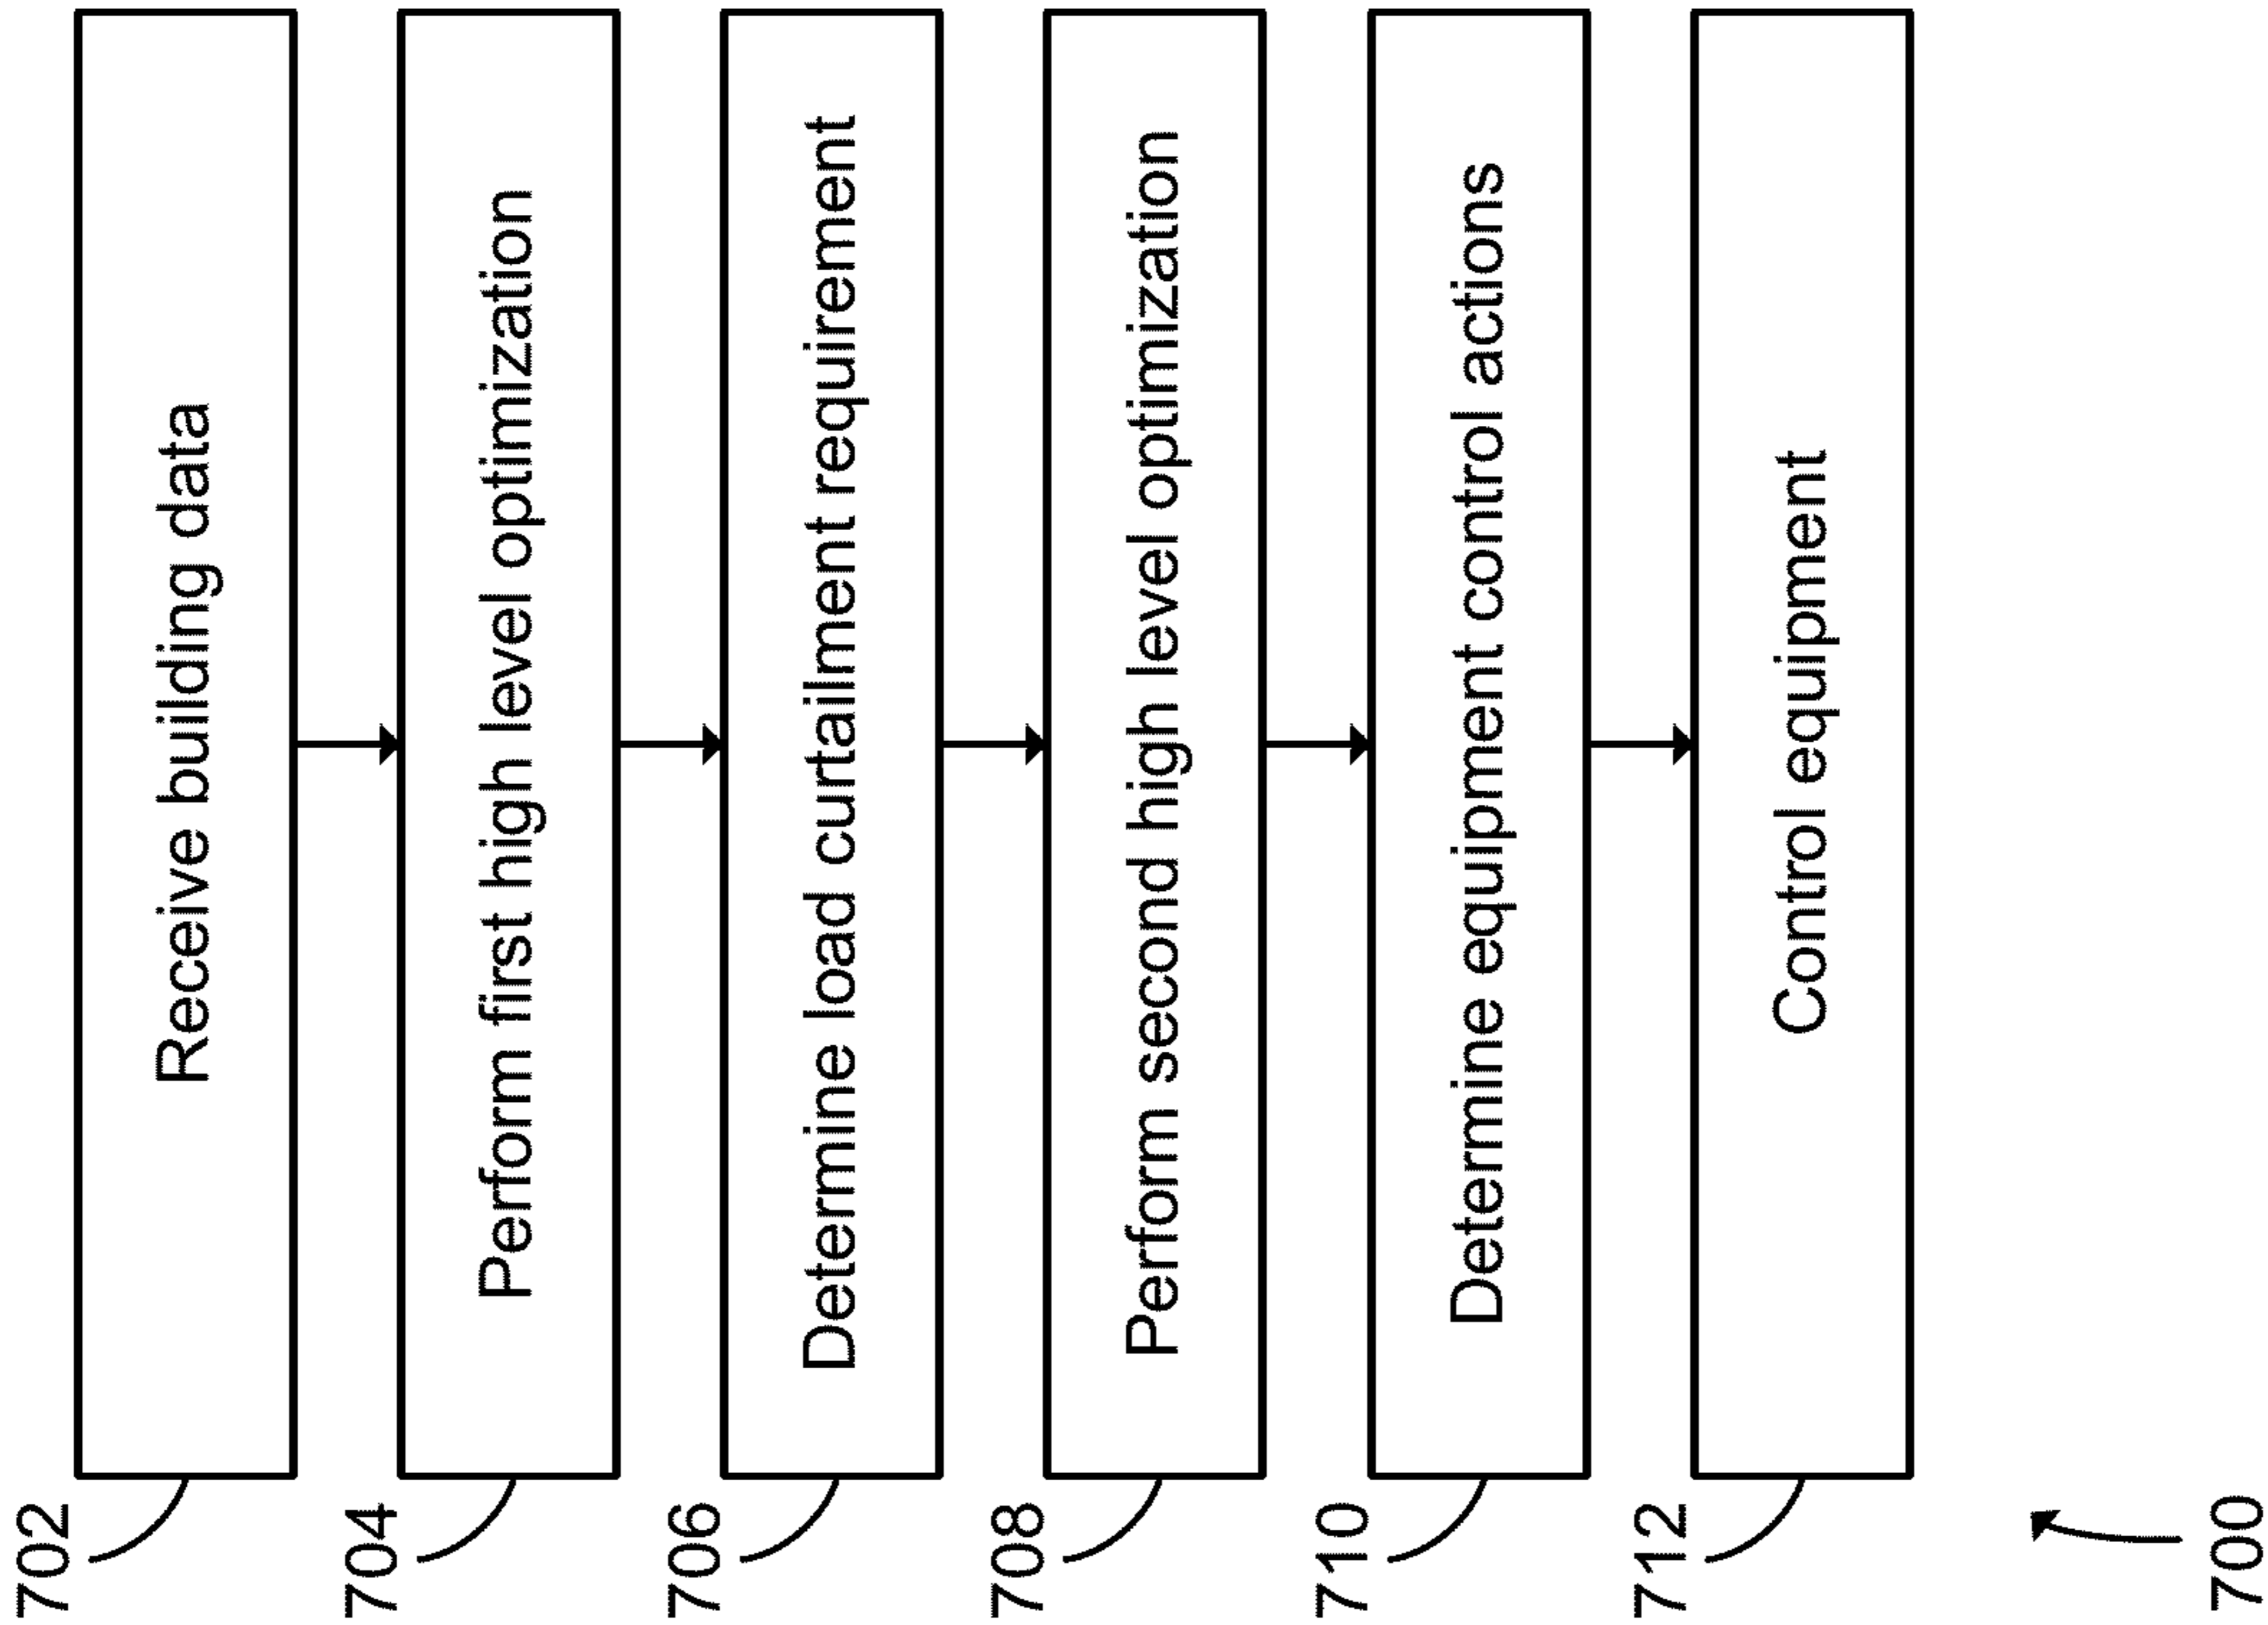 702
Receive building data
704
Perform first high level optimization
706
Determine load curtailment requirement
708
Perform second high level optimization
710
Determine equipment control actions
712
Control equipment
700